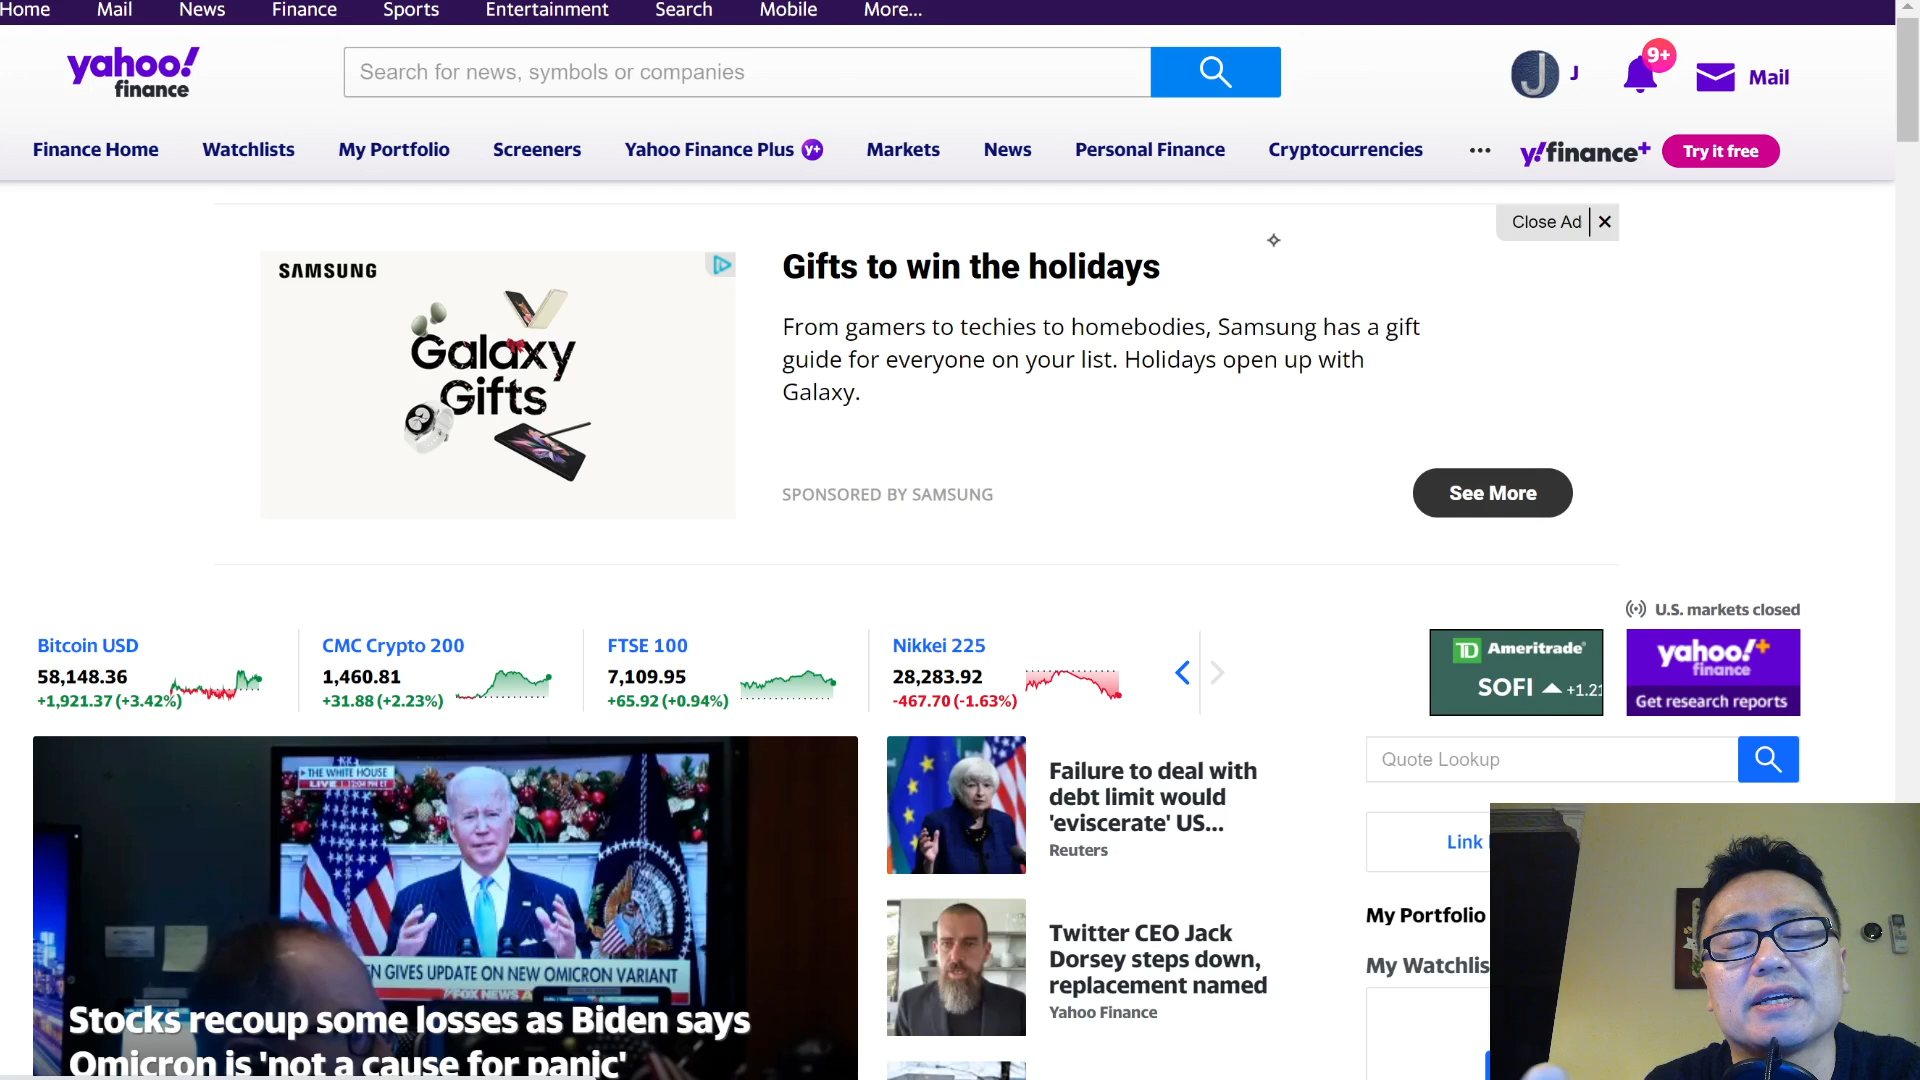 Home Mail News Finance Sports Entertainment Search Mobile More...
yahoo!
finance
Search for news, symbols or companies
J
J
9+
Mail
Finance Home Watchlists My Portfolio Screeners Yahoo Finance Plus y+ Markets News Personal Finance Cryptocurrencies ... y!finance+ Try it free
Close Ad
SAMSUNG
Galaxy
Gifts
Gifts to win the holidays
From gamers to techies to homebodies, Samsung has a gift
guide for everyone on your list. Holidays open up with
Galaxy.
SPONSORED BY SAMSUNG
See More
U.S. markets closed
Bitcoin USD
58,148.36
+1,921.37 (+3.42%)
CMC Crypto 200
1,460.81
+31.88 (+2.23%)
FTSE 100
7,109.95
+65.92 (+0.94%)
Nikkei 225
28,283.92
-467.70 (-1.63%)
TD Ameritrade
SOFI +1.21
yahoo!+
finance
Get research reports
THE WHITE HOUSE
LIVE
EN GIVES UPDATE ON NEW OMICRON VARIANT
FOX NEWS
Stocks recoup some losses as Biden says
Omicron is 'not a cause for panic'
Failure to deal with
debt limit would
'eviscerate' US...
Reuters
Twitter CEO Jack
Dorsey steps down,
replacement named
Yahoo Finance
Quote Lookup
Link
My Portfolio
My Watchlis